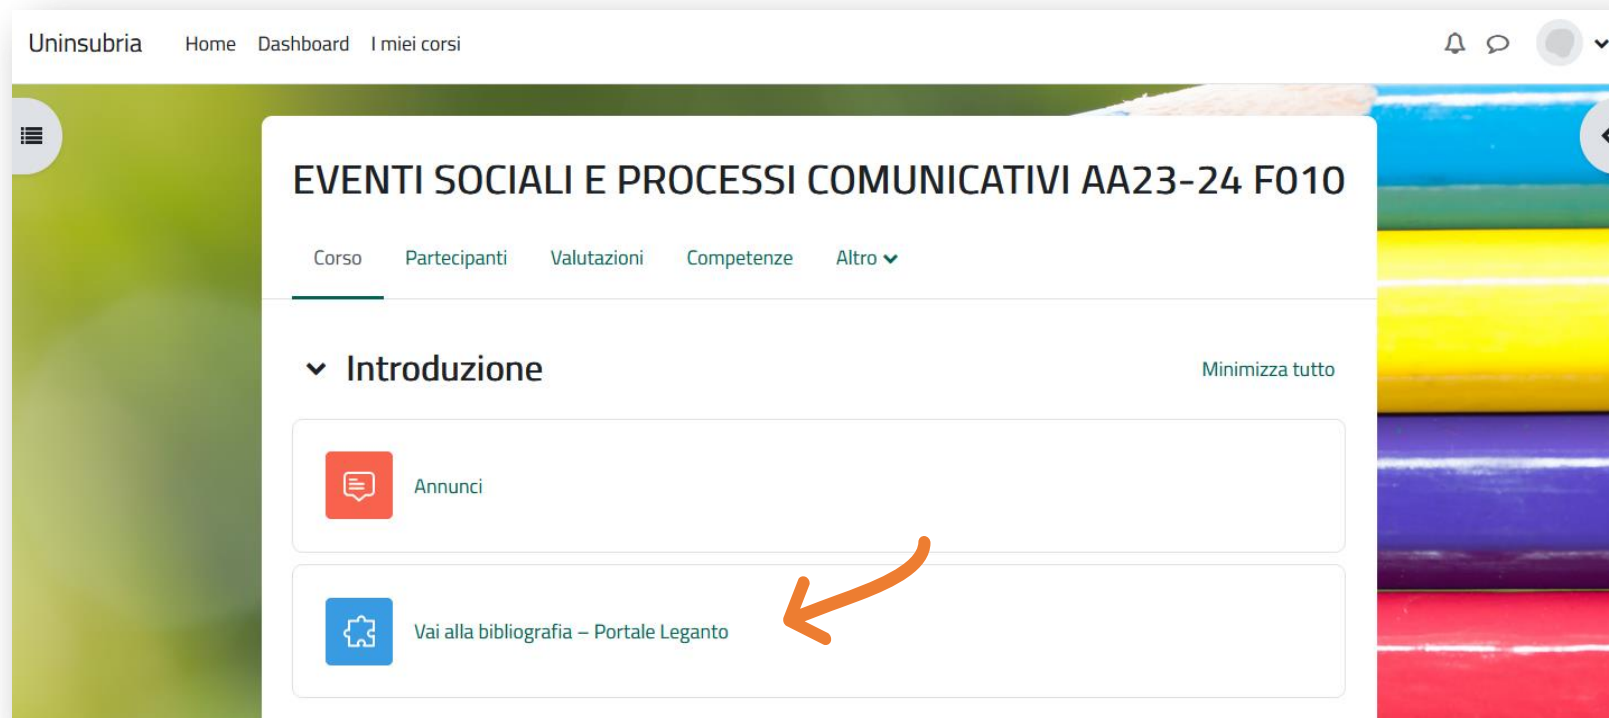 Uninsubria Home Dashboard I miei corsi
EVENTI SOCIALI E PROCESSI COMUNICATIVI AA23-24 F010
Corso Partecipanti Valutazioni Competenze Altro
Introduzione Minimizza tutto
Annunci
Vai alla bibliografia – Portale Leganto